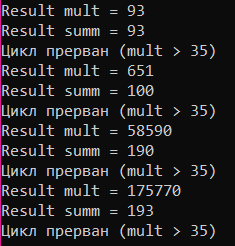 Result mult = 93
Result summ = 93
Цикл прерван (mult > 35)
Result mult = 651
Result summ = 100
Цикл прерван (mult > 35)
Result mult = 58590
Result summ = 190
Цикл прерван (mult > 35)
Result mult = 175770
Result summ = 193
Цикл прерван (mult > 35)